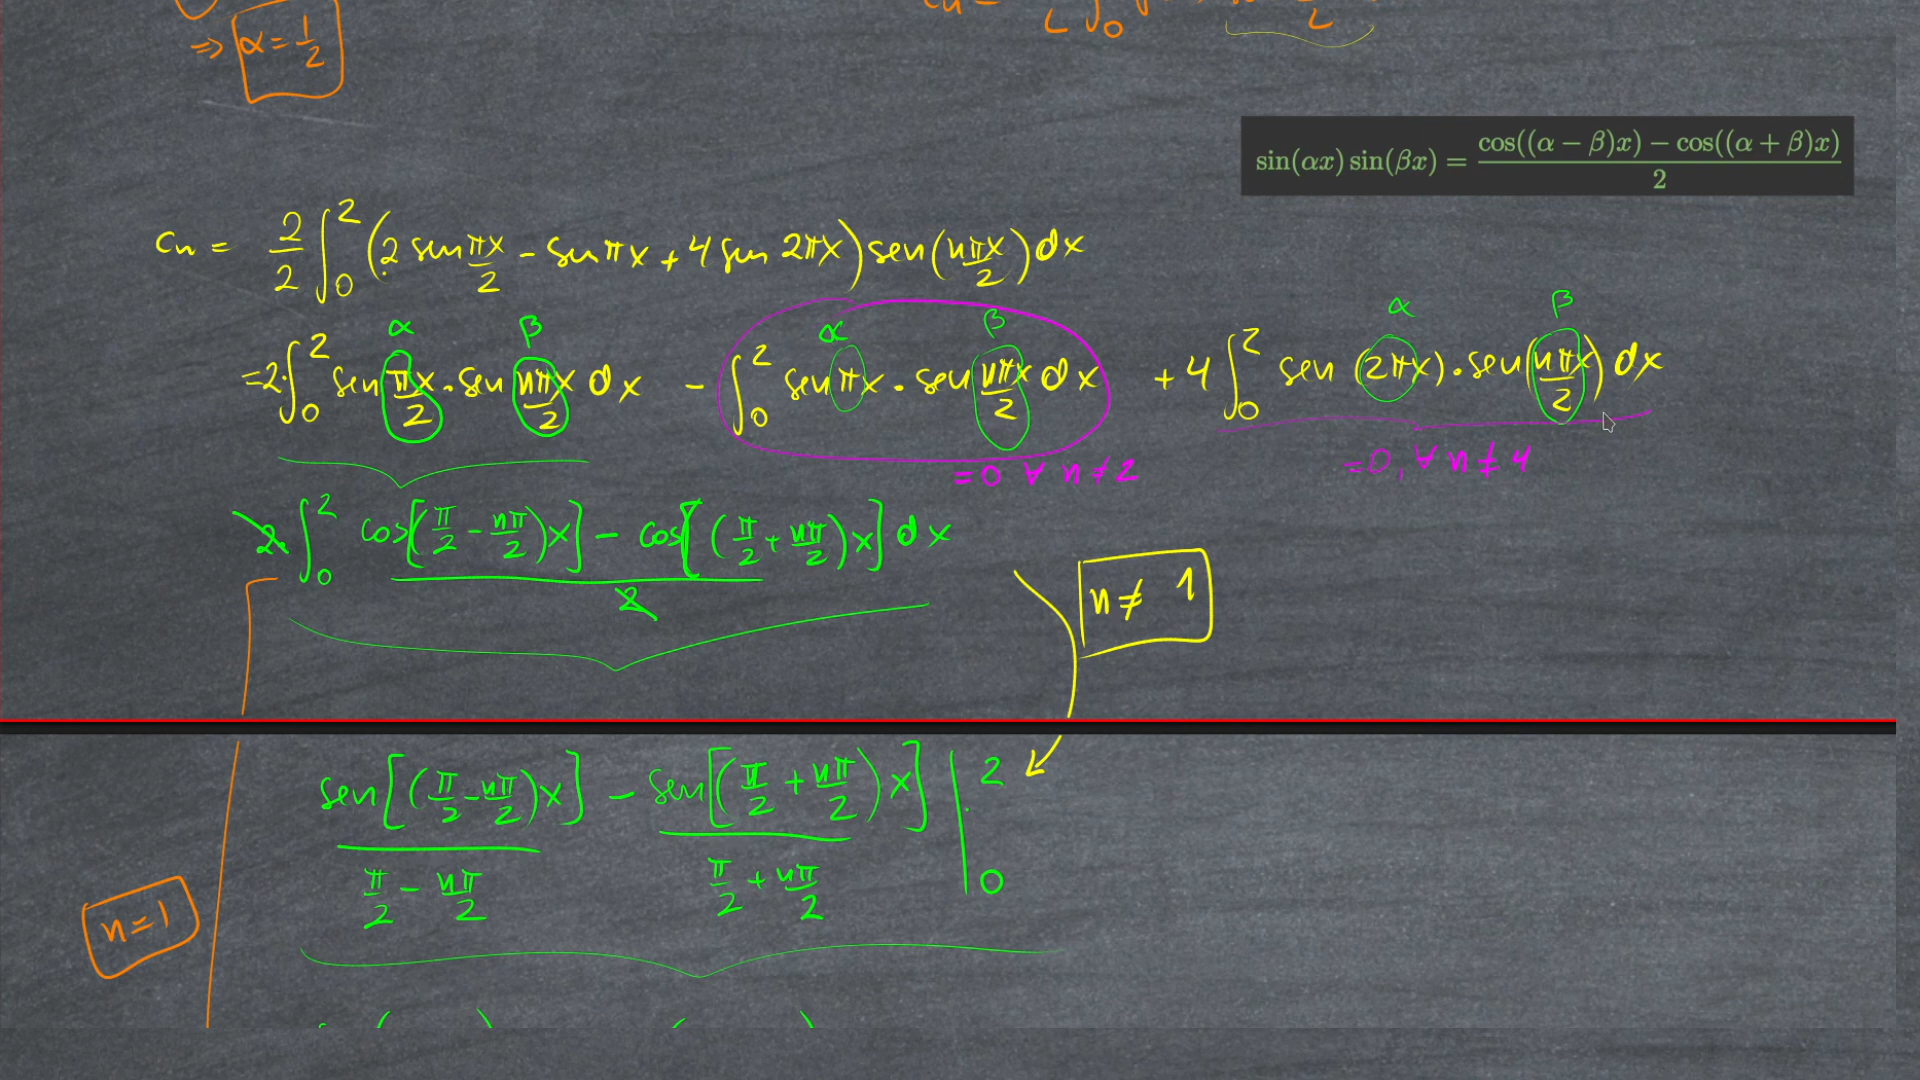 ⇒ α = 1/2
sin(αx) sin(βx) = (cos((α − β)x) − cos((α + β)x))/2
Cn = 2/2 ∫₀² (2 sen πx/2 − sen πx + 4 sen 2πx) sen(nπx/2) dx
α β α β α β
= 2·∫₀² sen πx/2 · sen nπx/2 dx − ∫₀² sen πx · sen nπx/2 dx + 4 ∫₀² sen (2πx) · sen(nπx/2) dx
= 0 ∀ n ≠ 2 = 0, ∀ n ≠ 4
2 ∫₀² (cos[(π/2 − nπ/2)x] − cos[(π/2 + nπ/2)x])/2 dx
n ≠ 1
sen[(π/2 − nπ/2)x]/(π/2 − nπ/2) − sen[(π/2 + nπ/2)x]/(π/2 + nπ/2) |₀²
n = 1